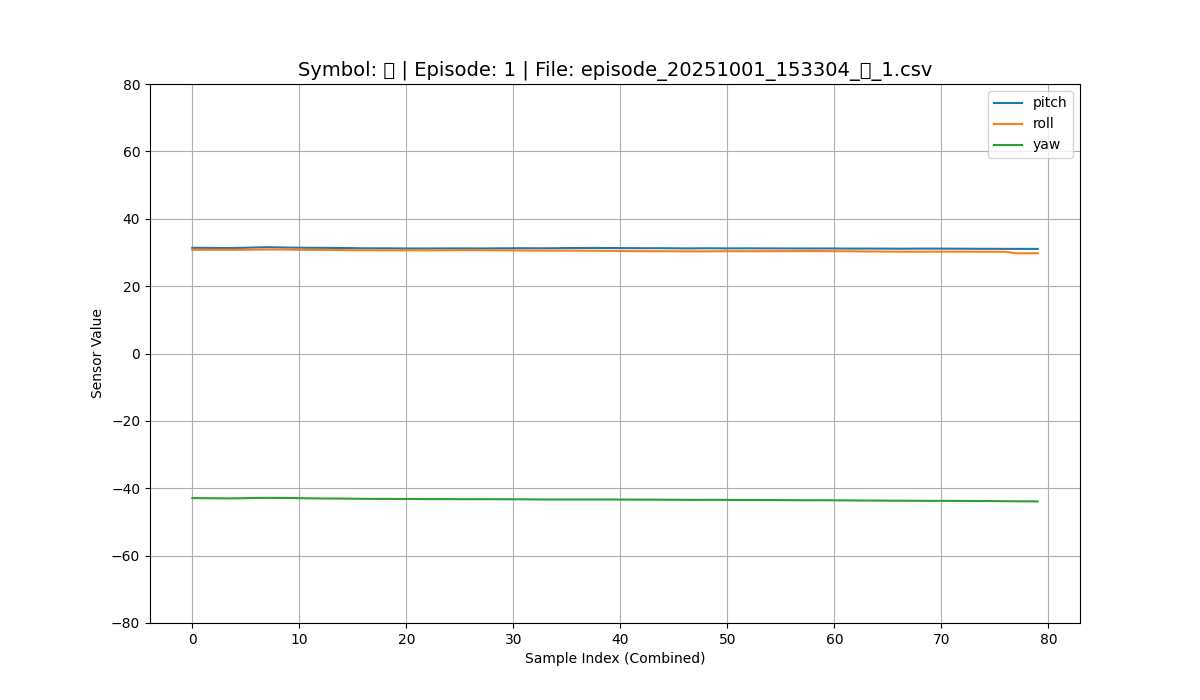 Symbol: | Episode: 1 | File: episode_20251001_153304_▯_1.csv
80
60
40
20
0
−20
−40
−60
−80
Sensor Value
pitch
roll
yaw
0 10 20 30 40 50 60 70 80
Sample Index (Combined)